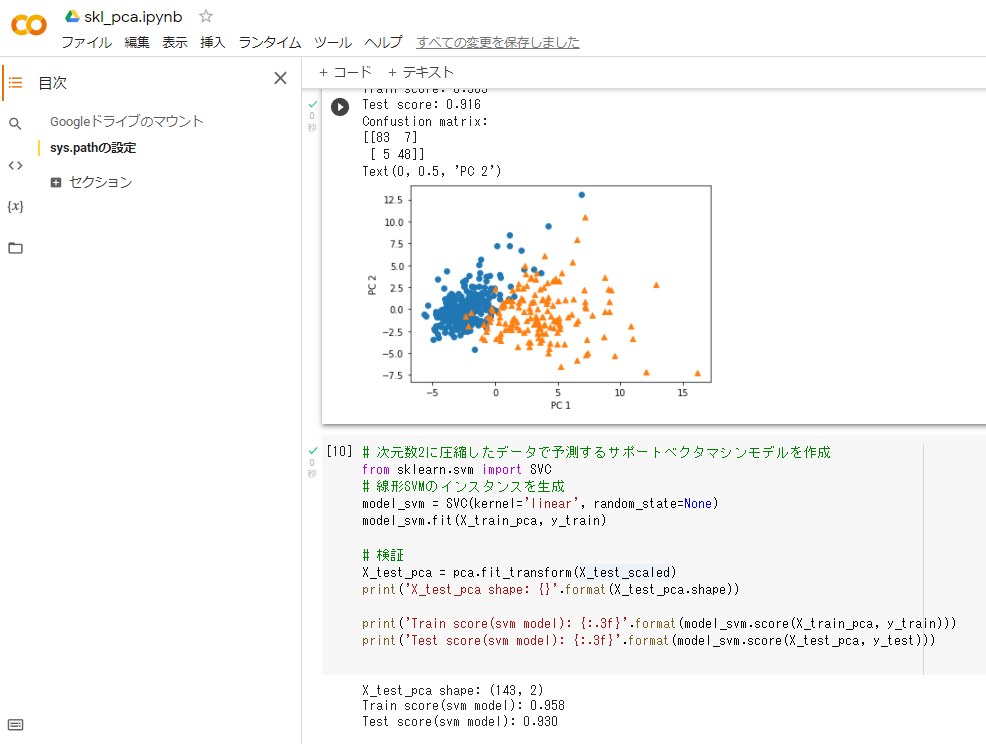 skl_pca.ipynb
ファイル 編集 表示 挿入 ランタイム ツール ヘルプ すべての変更を保存しました
目次
Googleドライブのマウント
sys.pathの設定
セクション
{x}
+ コード + テキスト
0
秒
Test score: 0.916
Confustion matrix:
[[83 7]
[ 5 48]]
Text(0, 0.5, 'PC 2')
12.5
10.0
7.5
5.0
2.5
0.0
−2.5
−5.0
−7.5
PC 2
−5 0 5 10 15
PC 1
0
秒
[10] # 次元数2に圧縮したデータで予測するサポートベクタマシンモデルを作成
from sklearn.svm import SVC
# 線形SVMのインスタンスを生成
model_svm = SVC(kernel='linear', random_state=None)
model_svm.fit(X_train_pca, y_train)
# 検証
X_test_pca = pca.fit_transform(X_test_scaled)
print('X_test_pca shape: {}'.format(X_test_pca.shape))
print('Train score(svm model): {:.3f}'.format(model_svm.score(X_train_pca, y_train)))
print('Test score(svm model): {:.3f}'.format(model_svm.score(X_test_pca, y_test)))
X_test_pca shape: (143, 2)
Train score(svm model): 0.958
Test score(svm model): 0.930